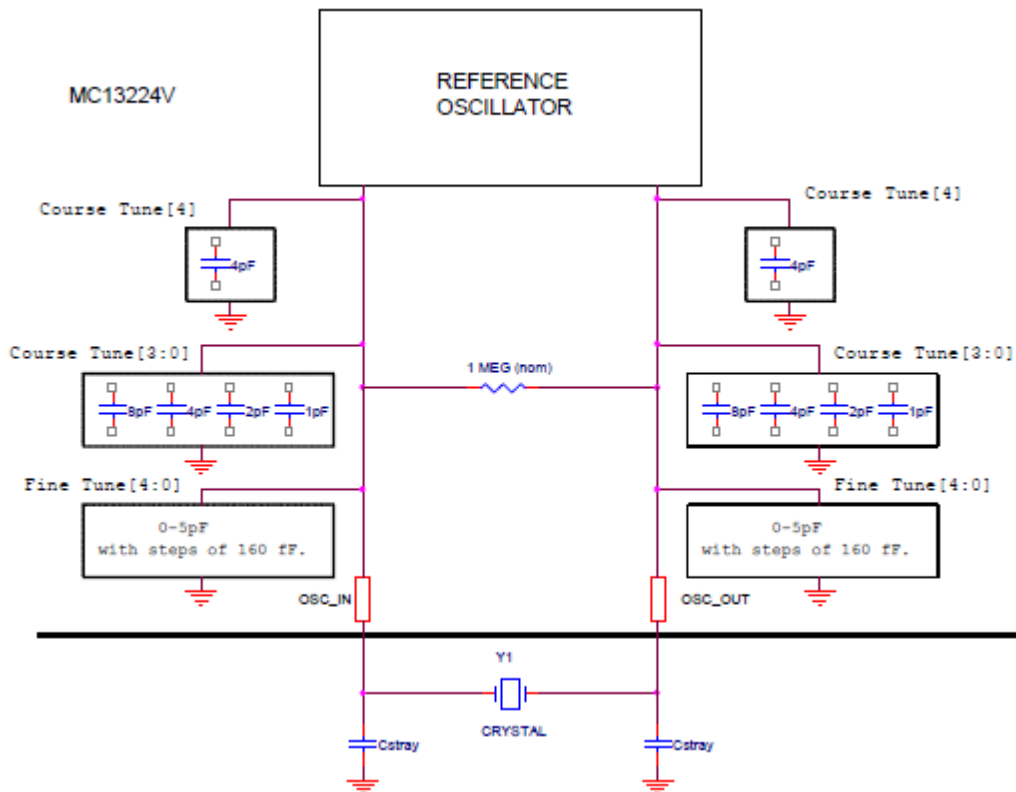 MC13224V
REFERENCE
OSCILLATOR
Course Tune[4]
Course Tune[4]
4pF
4pF
Course Tune[3:0]
Course Tune[3:0]
1 MEG (nom)
8pF 4pF 2pF 1pF
8pF 4pF 2pF 1pF
Fine Tune[4:0]
Fine Tune[4:0]
0-5pF
with steps of 160 fF.
0-5pF
with steps of 160 fF.
OSC_IN
OSC_OUT
Y1
CRYSTAL
Cstray
Cstray